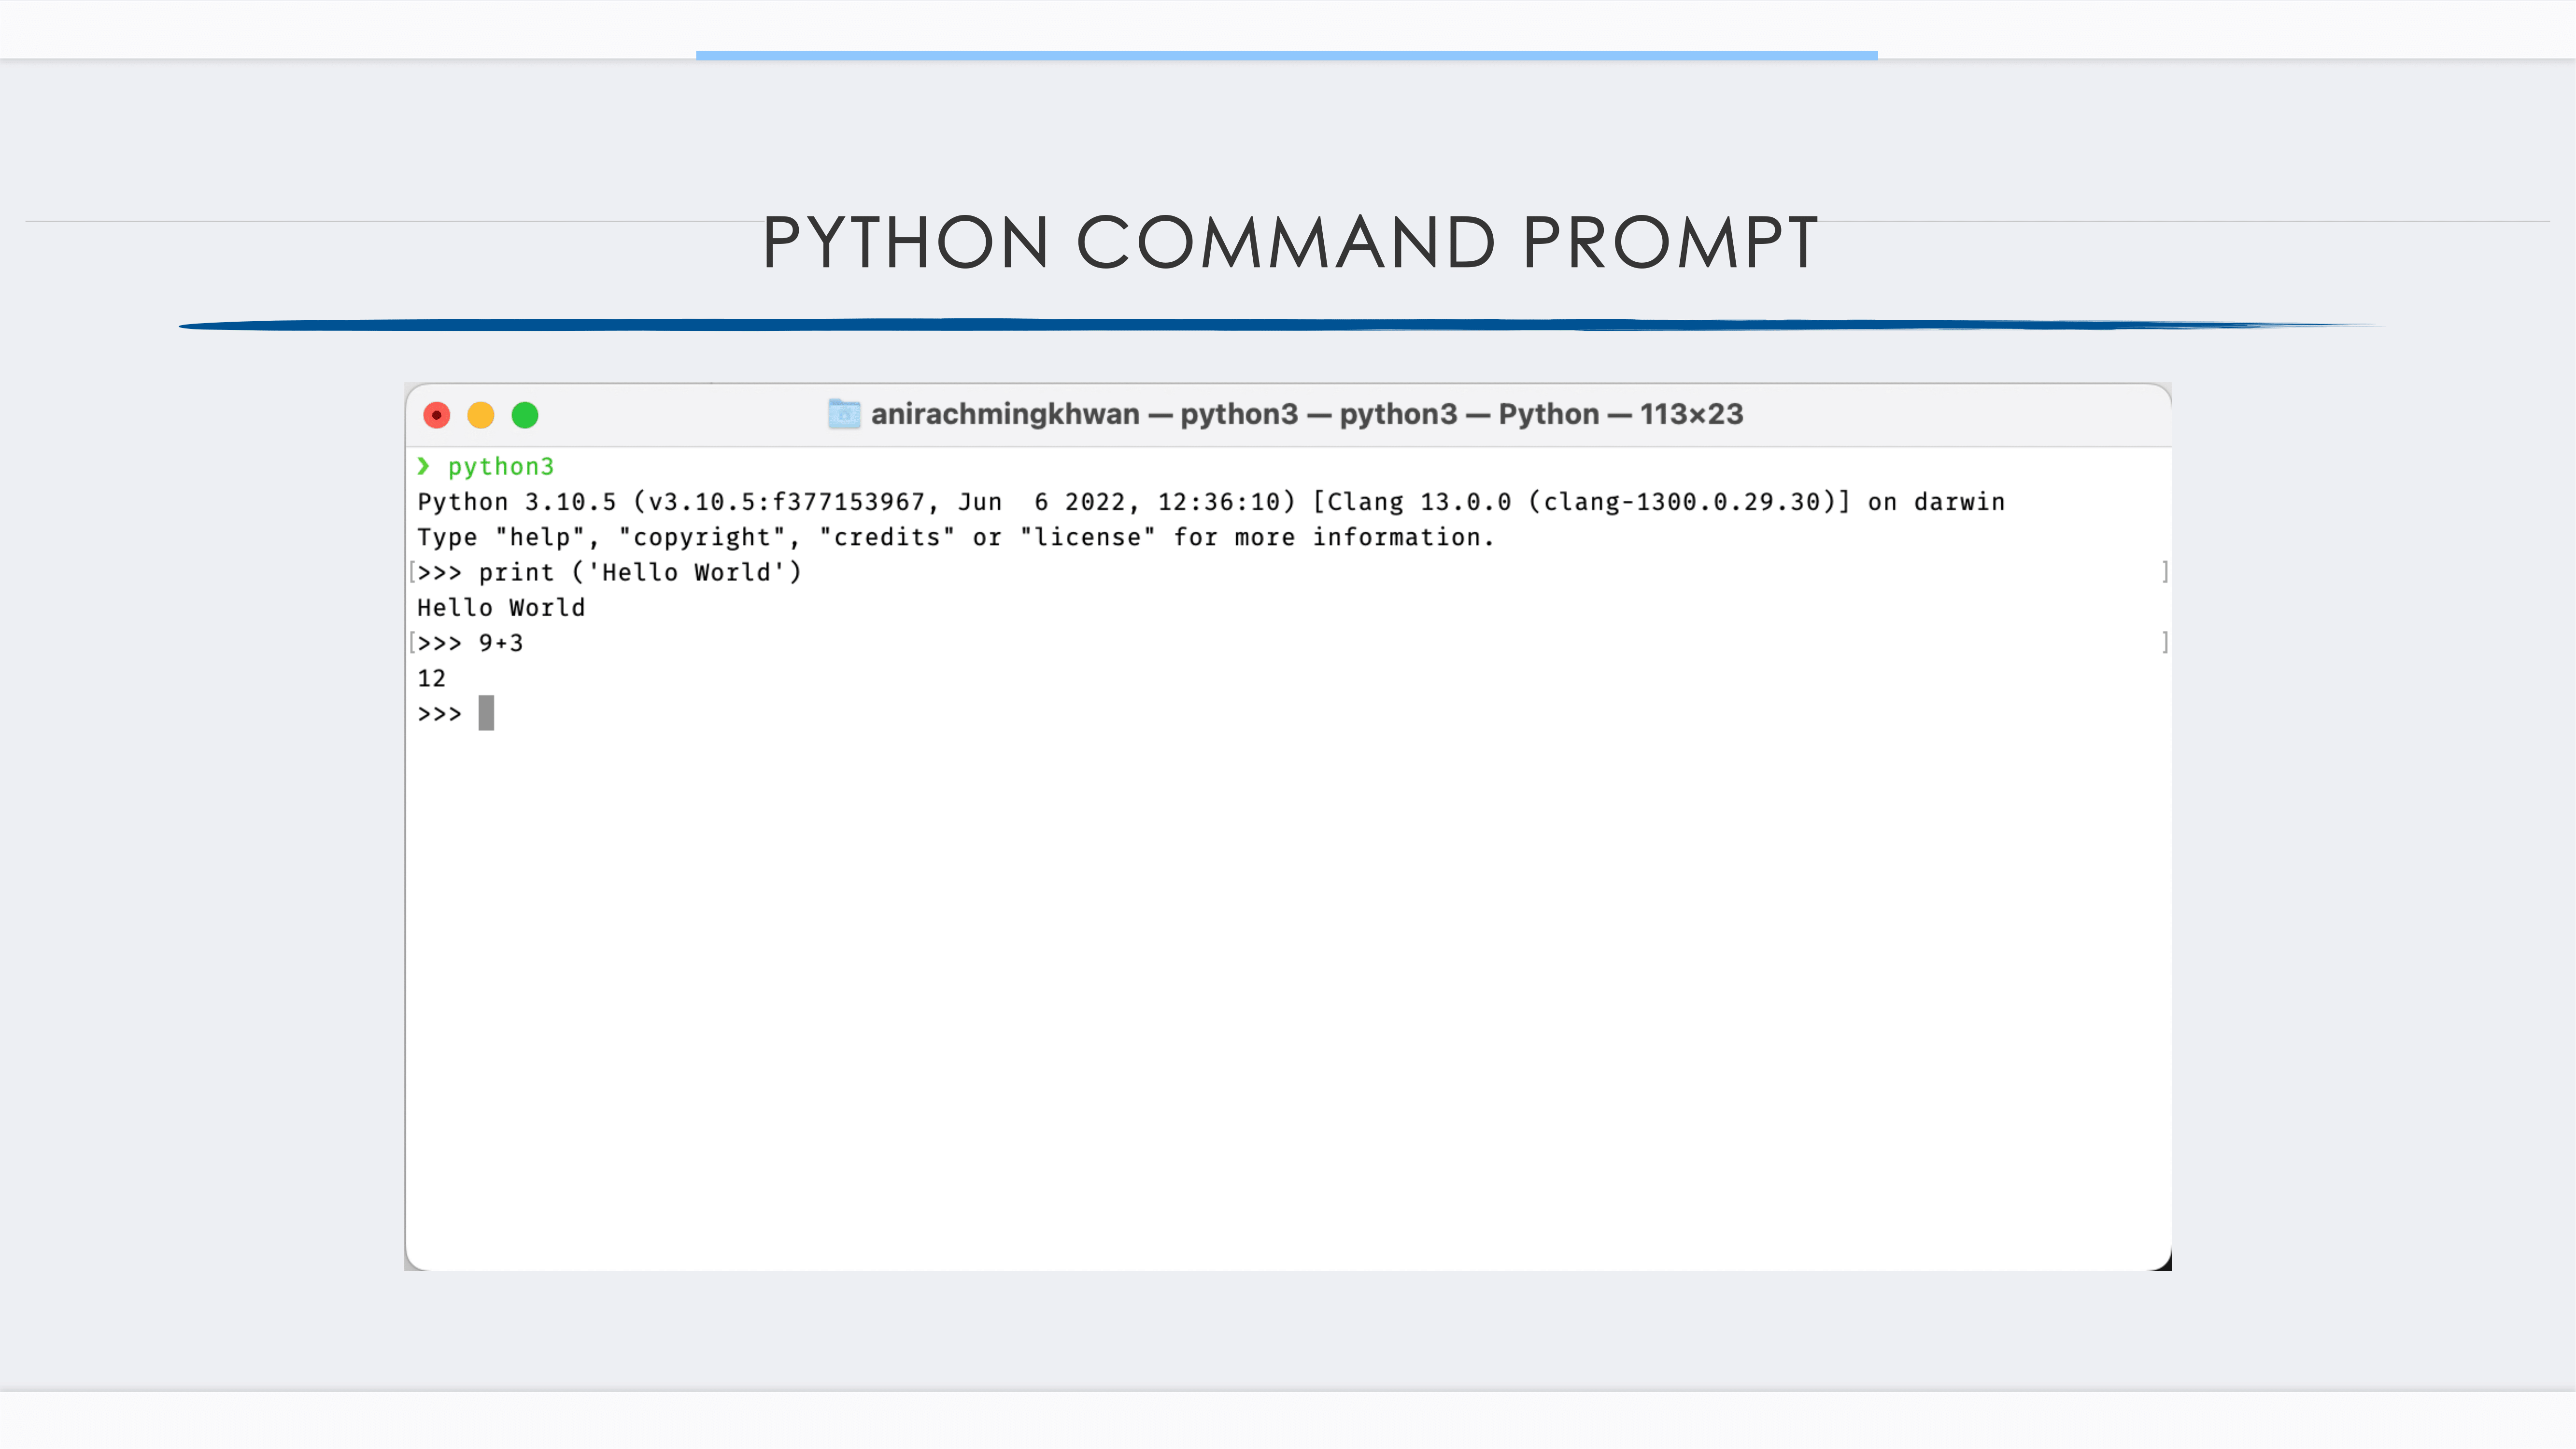 PYTHON COMMAND PROMPT
anirachmingkhwan — python3 — python3 — Python — 113×23
❯ python3
Python 3.10.5 (v3.10.5:f377153967, Jun  6 2022, 12:36:10) [Clang 13.0.0 (clang-1300.0.29.30)] on darwin
Type "help", "copyright", "credits" or "license" for more information.
[>>> print ('Hello World') ]
Hello World
[>>> 9+3 ]
12
>>>